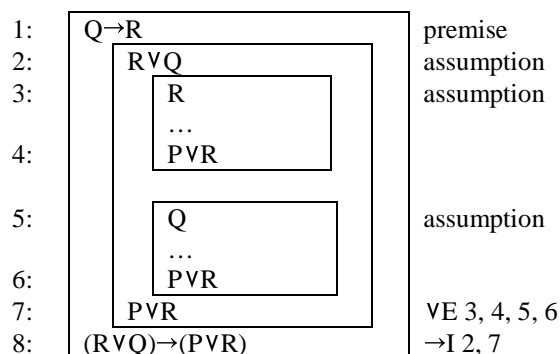 1: Q→R premise
2: R∨Q assumption
3: R assumption
…
4: P∨R
5: Q assumption
…
6: P∨R
7: P∨R ∨E 3, 4, 5, 6
8: (R∨Q)→(P∨R) →I 2, 7